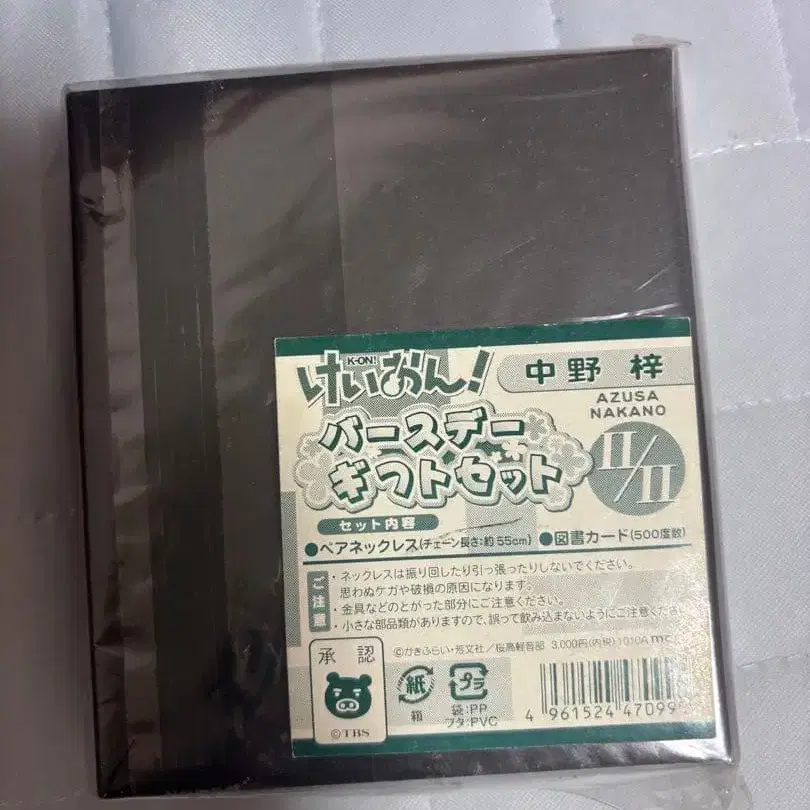 K-ON!
けいおん!
中野 梓
AZUSA
NAKANO
バースデー
ギフトセット
11/11
セット内容
●ペアネックレス(チェーン長さ:約55cm) ●図書カード(500度数)
ご注意
・ネックレスは振り回したり引っ張ったりしないでください。
思わぬケガや破損の原因になります。
・金具などのとがった部分にご注意ください。
・小さな部品類がありますので、誤って飲み込まないようにご注意くださ
承認
©TBS
©かきふらい・芳文社/桜高軽音部 3,000円(内税) 1010A
紙
箱
プラ
袋:PP
フタ:PVC
4 961524 47099